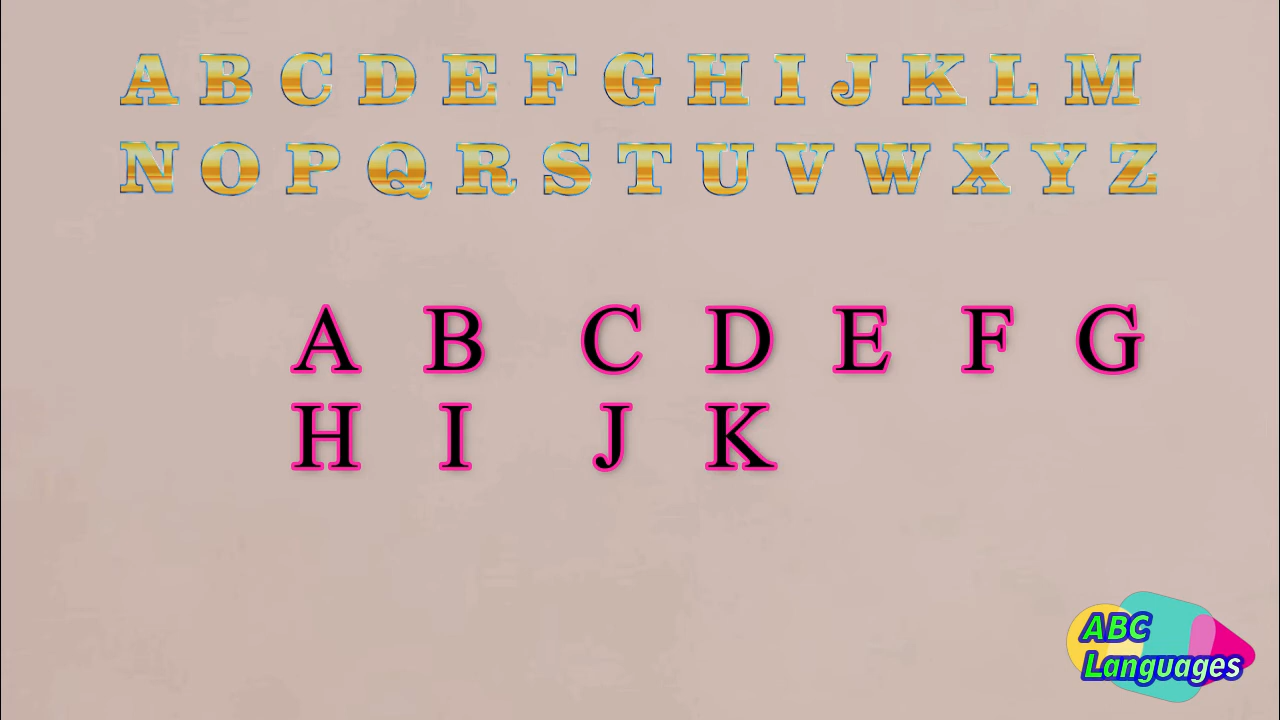 A B C D E F G H I J K L M
N O P Q R S T U V W X Y Z
A B C D E F G
H I J K
ABC
Languages